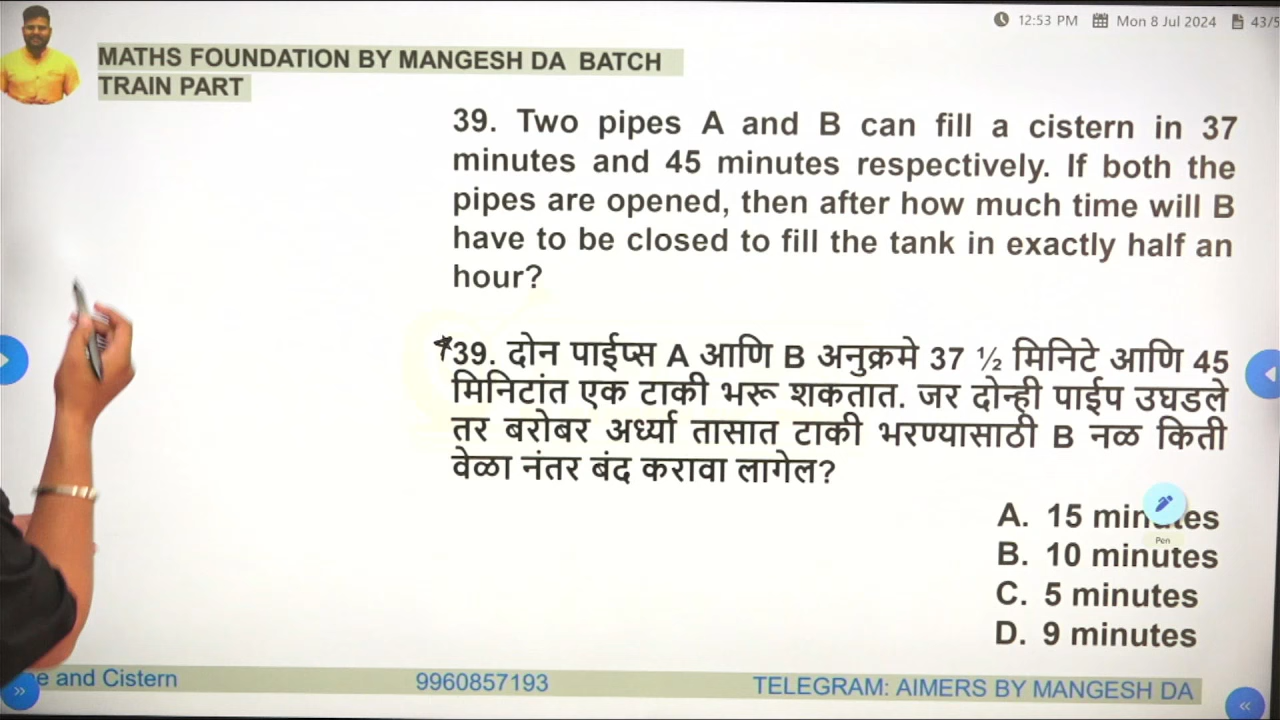 12:53 PM Mon 8 Jul 2024 43/5
MATHS FOUNDATION BY MANGESH DA BATCH
TRAIN PART
39. Two pipes A and B can fill a cistern in 37
minutes and 45 minutes respectively. If both the
pipes are opened, then after how much time will B
have to be closed to fill the tank in exactly half an
hour?
39. दोन पाईप्स A आणि B अनुक्रमे 37 ½ मिनिटे आणि 45
मिनिटांत एक टाकी भरू शकतात. जर दोन्ही पाईप उघडले
तर बरोबर अर्ध्या तासात टाकी भरण्यासाठी B नळ किती
वेळा नंतर बंद करावा लागेल?
A. 15 minutes
B. 10 minutes
Pen
C. 5 minutes
D. 9 minutes
and Cistern 9960857193 TELEGRAM: AIMERS BY MANGESH DA